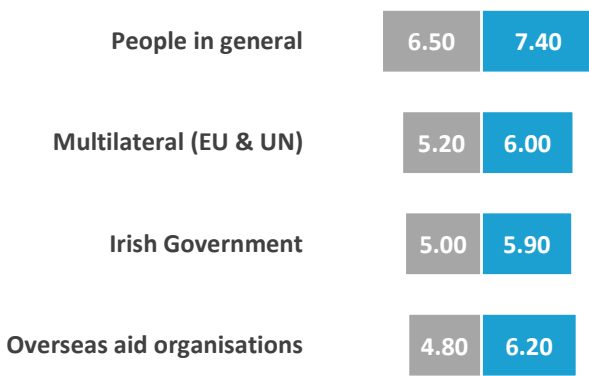 People in general 6.50 7.40
Multilateral (EU & UN) 5.20 6.00
Irish Government 5.00 5.90
Overseas aid organisations 4.80 6.20